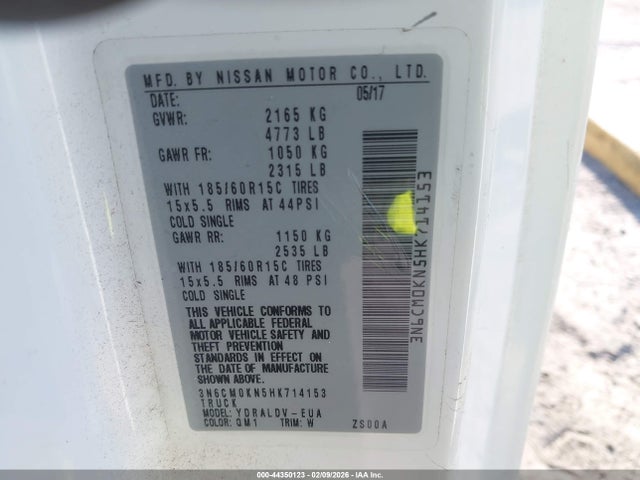 MFD. BY NISSAN MOTOR CO., LTD.
DATE: 05/17
GVWR: 2165 KG
4773 LB
GAWR FR: 1050 KG
2315 LB
WITH 185/60R15C TIRES
15x5.5 RIMS AT 44PSI
COLD SINGLE
GAWR RR: 1150 KG
2535 LB
WITH 185/60R15C TIRES
15x5.5 RIMS AT 48 PSI
COLD SINGLE
THIS VEHICLE CONFORMS TO
ALL APPLICABLE FEDERAL
MOTOR VEHICLE SAFETY AND
THEFT PREVENTION
STANDARDS IN EFFECT ON
THE DATE OF MANUFACTURE
SHOWN ABOVE.
3N6CM0KN5HK714153
TRUCK
MODEL: YDRALDV-EUA
COLOR: QM1 TRIM: W ZS00A
3N6CM0KN5HK714153
000-44350123 - 02/09/2026 - IAA Inc.